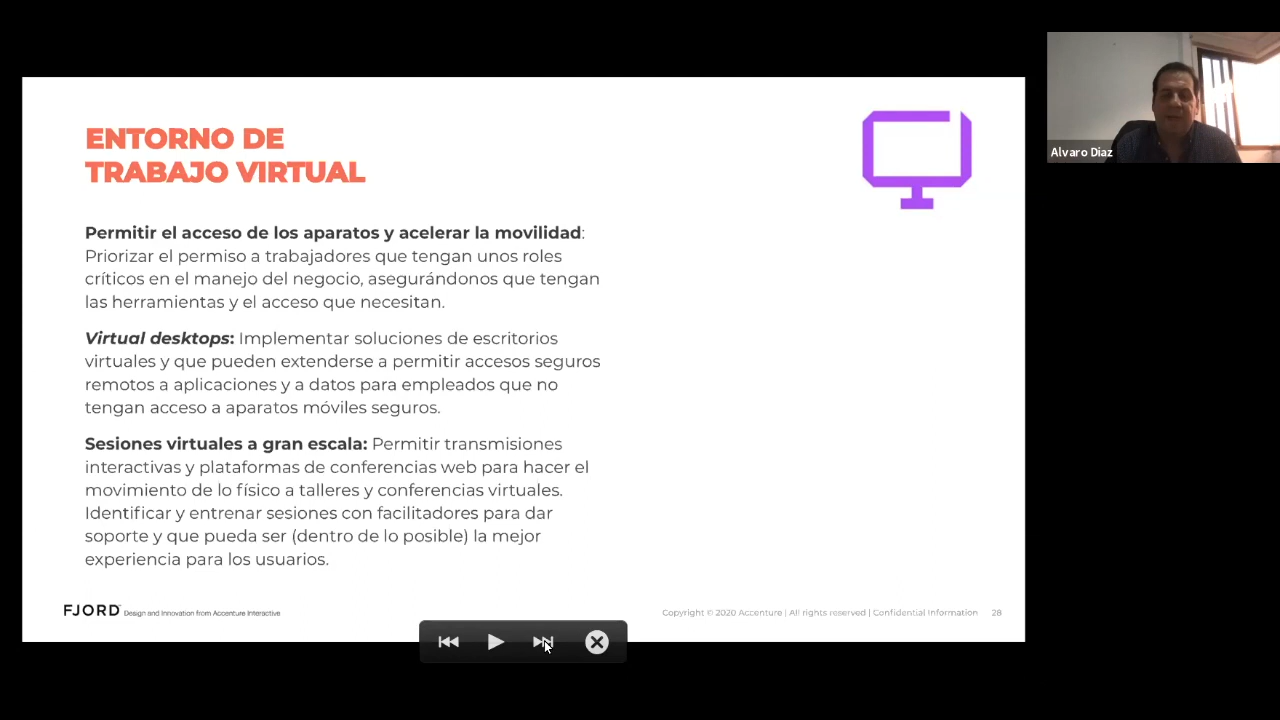 ENTORNO DE
TRABAJO VIRTUAL
Permitir el acceso de los aparatos y acelerar la movilidad:
Priorizar el permiso a trabajadores que tengan unos roles
críticos en el manejo del negocio, asegurándonos que tengan
las herramientas y el acceso que necesitan.
Virtual desktops: Implementar soluciones de escritorios
virtuales y que pueden extenderse a permitir accesos seguros
remotos a aplicaciones y a datos para empleados que no
tengan acceso a aparatos móviles seguros.
Sesiones virtuales a gran escala: Permitir transmisiones
interactivas y plataformas de conferencias web para hacer el
movimiento de lo físico a talleres y conferencias virtuales.
Identificar y entrenar sesiones con facilitadores para dar
soporte y que pueda ser (dentro de lo posible) la mejor
experiencia para los usuarios.
FJORD Design and Innovation from Accenture Interactive
Copyright © 2020 Accenture | All rights reserved | Confidential Information 28
Alvaro Diaz